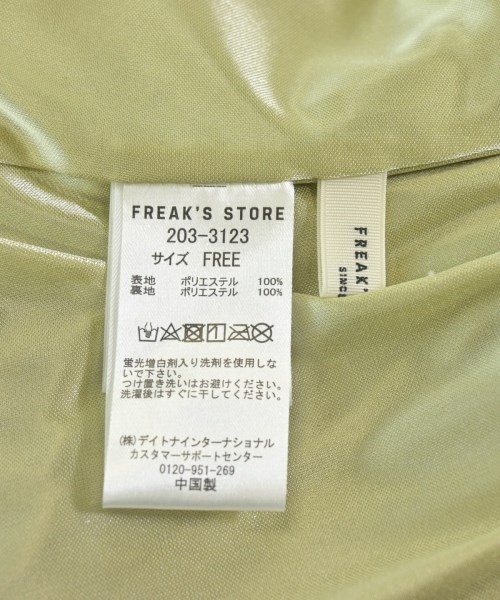 FREAK'S STORE
203-3123
サイズ FREE
表地 ポリエステル 100%
裏地 ポリエステル 100%
蛍光増白剤入り洗剤を使用しな
いで下さい。
つけ置き洗いはお避けください。
洗濯後はすぐに干してください。
(株)デイトナインターナショナル
カスタマーサポートセンター
0120-951-269
中国製
FREAK'S
SINCE